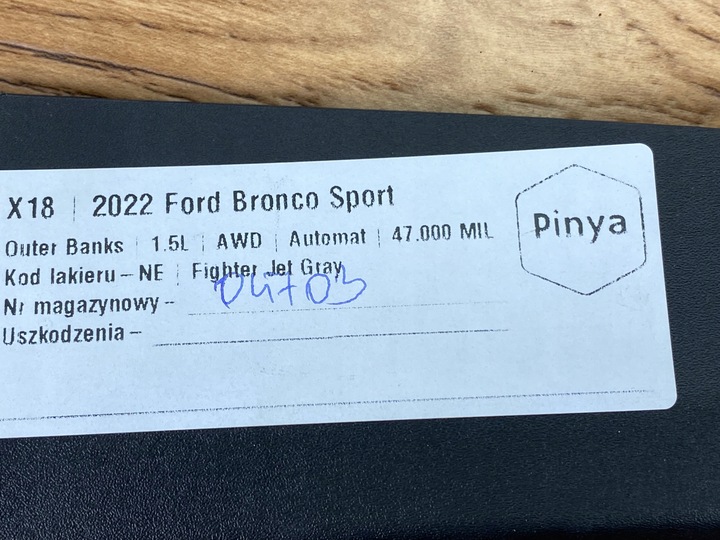 X18 | 2022 Ford Bronco Sport
Pinya
Outer Banks | 1.5L | AWD | Automat | 47.000 MIL
Kod lakieru – NE | Fighter Jet Gray
Nr magazynowy –
Uszkodzenia –